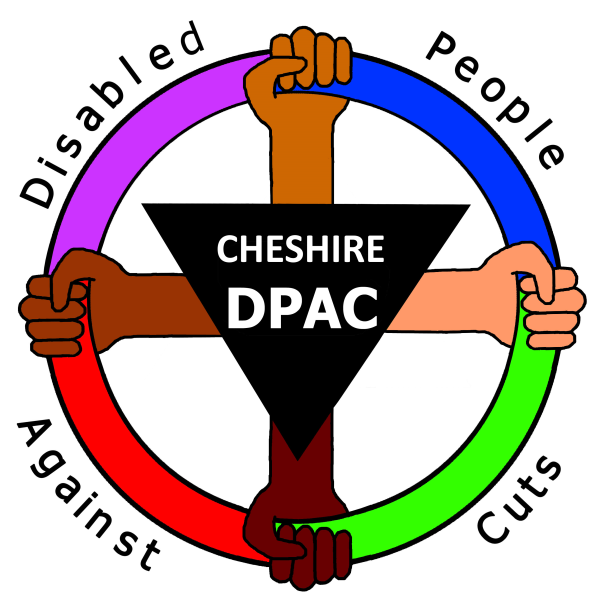 Disabled
People
CHESHIRE
DPAC
Against
Cuts